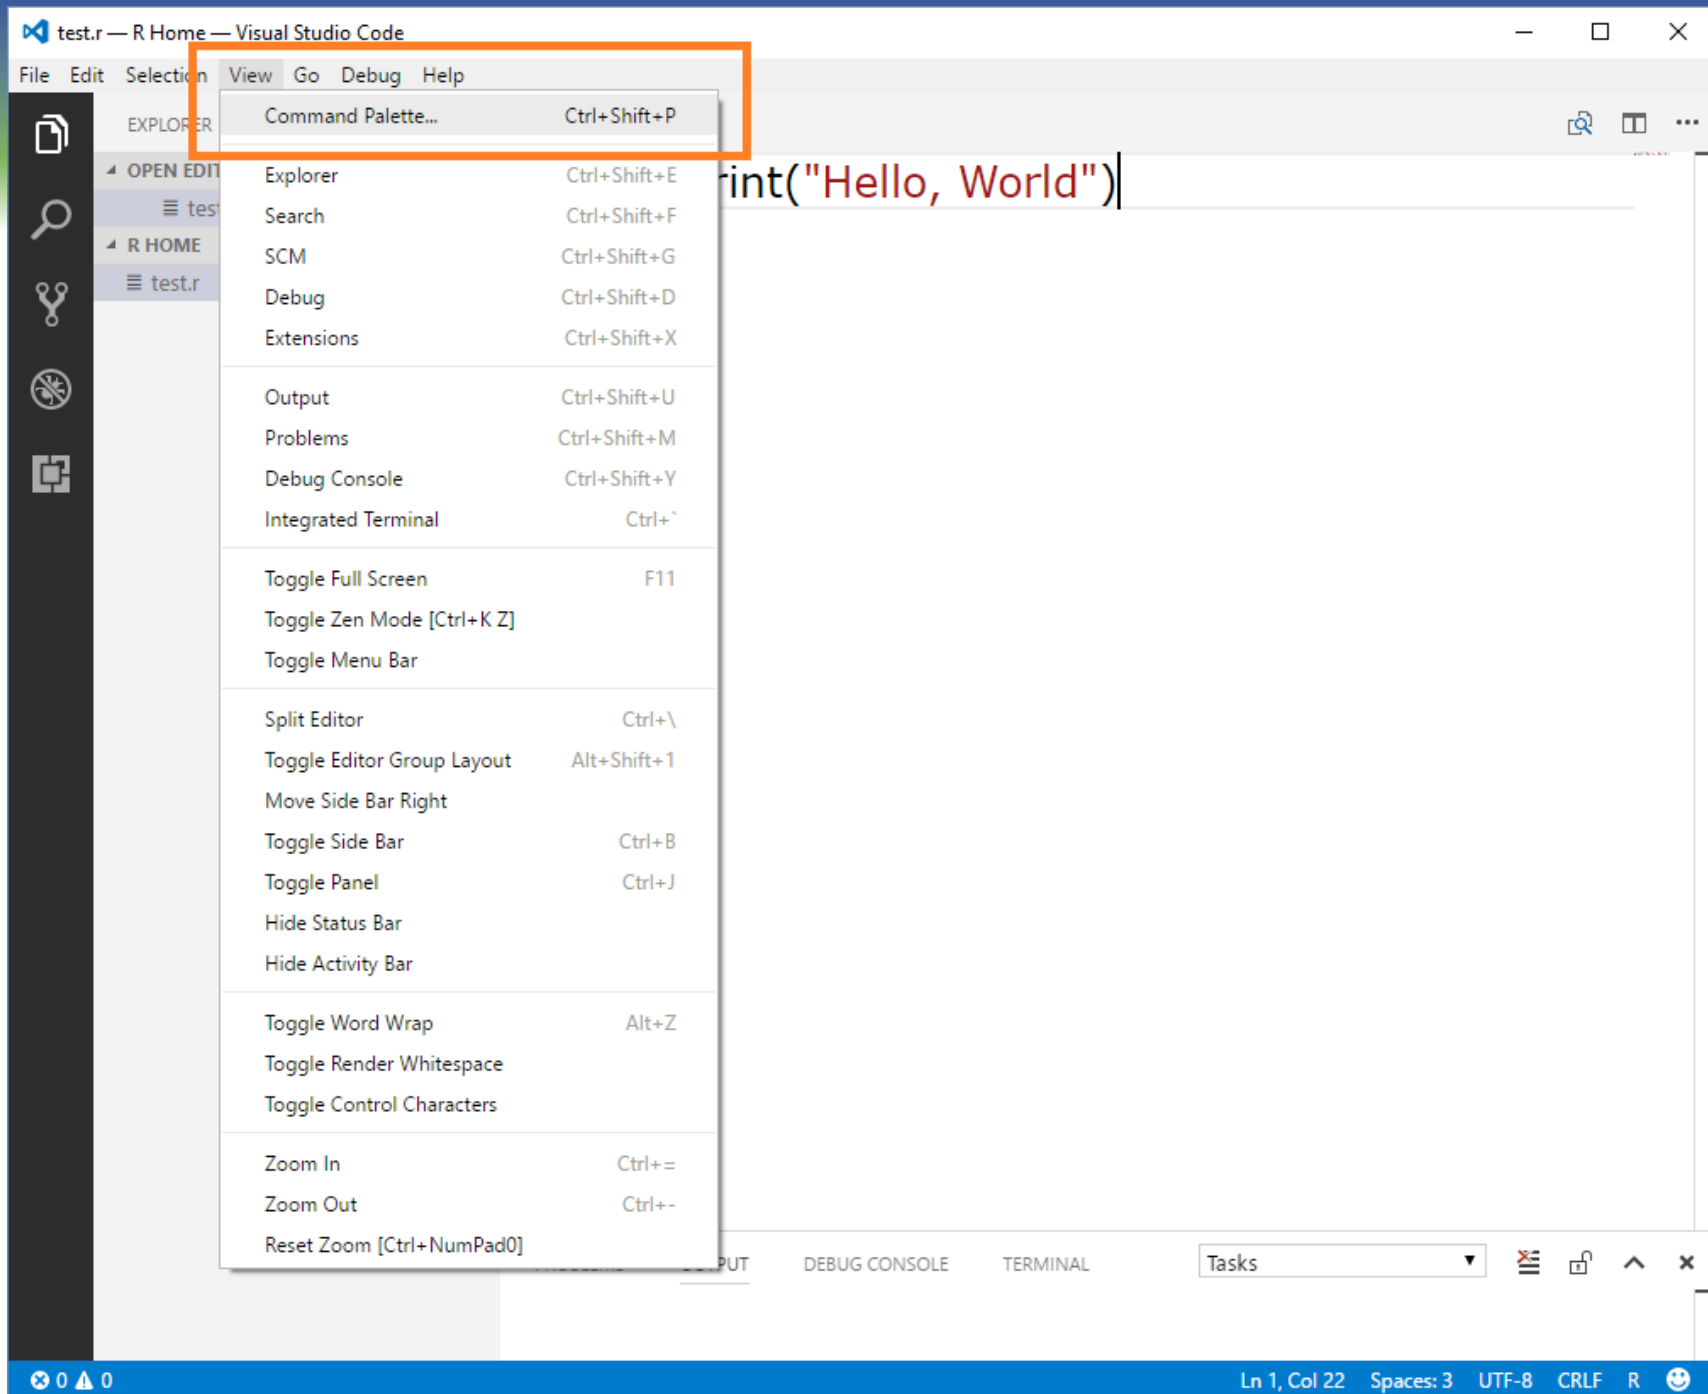 test.r — R Home — Visual Studio Code
File Edit Selection View Go Debug Help
EXPLORER
Command Palette... Ctrl+Shift+P
OPEN EDIT
Explorer Ctrl+Shift+E
rint("Hello, World")
test
Search Ctrl+Shift+F
R HOME
SCM Ctrl+Shift+G
test.r
Debug Ctrl+Shift+D
Extensions Ctrl+Shift+X
Output Ctrl+Shift+U
Problems Ctrl+Shift+M
Debug Console Ctrl+Shift+Y
Integrated Terminal Ctrl+`
Toggle Full Screen F11
Toggle Zen Mode [Ctrl+K Z]
Toggle Menu Bar
Split Editor Ctrl+\
Toggle Editor Group Layout Alt+Shift+1
Move Side Bar Right
Toggle Side Bar Ctrl+B
Toggle Panel Ctrl+J
Hide Status Bar
Hide Activity Bar
Toggle Word Wrap Alt+Z
Toggle Render Whitespace
Toggle Control Characters
Zoom In Ctrl+=
Zoom Out Ctrl+-
Reset Zoom [Ctrl+NumPad0]
PUT DEBUG CONSOLE TERMINAL Tasks
0 0 Ln 1, Col 22 Spaces: 3 UTF-8 CRLF R